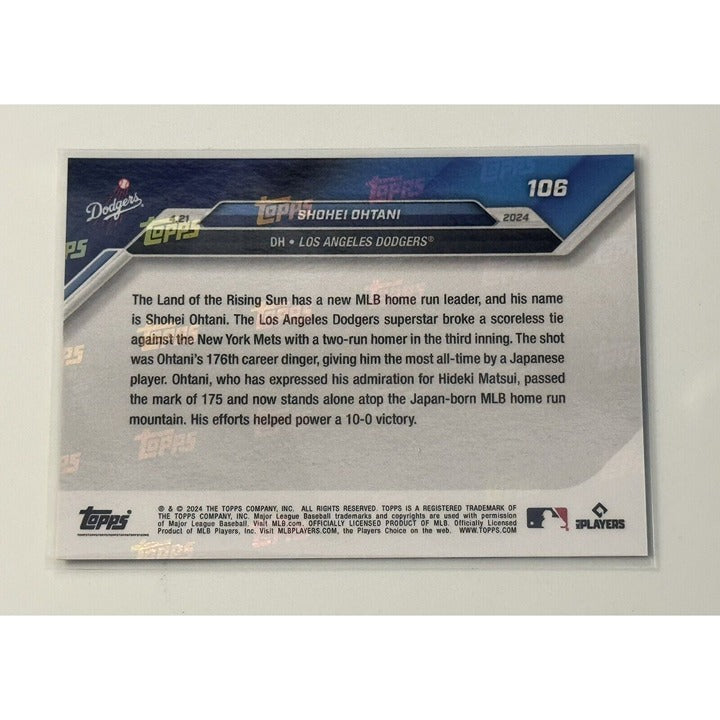 Dodgers
106
4.21
SHOHEI OHTANI
2024
DH • LOS ANGELES DODGERS®
The Land of the Rising Sun has a new MLB home run leader, and his name
is Shohei Ohtani. The Los Angeles Dodgers superstar broke a scoreless tie
against the New York Mets with a two-run homer in the third inning. The shot
was Ohtani's 176th career dinger, giving him the most all-time by a Japanese
player. Ohtani, who has expressed his admiration for Hideki Matsui, passed
the mark of 175 and now stands alone atop the Japan-born MLB home run
mountain. His efforts helped power a 10-0 victory.
® & © 2024 THE TOPPS COMPANY, INC. ALL RIGHTS RESERVED. TOPPS IS A REGISTERED TRADEMARK OF
THE TOPPS COMPANY, INC. Major League Baseball trademarks and copyrights are used with permission
of Major League Baseball. Visit MLB.com. OFFICIALLY LICENSED PRODUCT OF MLB. Officially Licensed
Product of MLB Players, Inc. Visit MLBPLAYERS.com, the Players Choice on the web. WWW.TOPPS.COM
TOPPS
PLAYERS